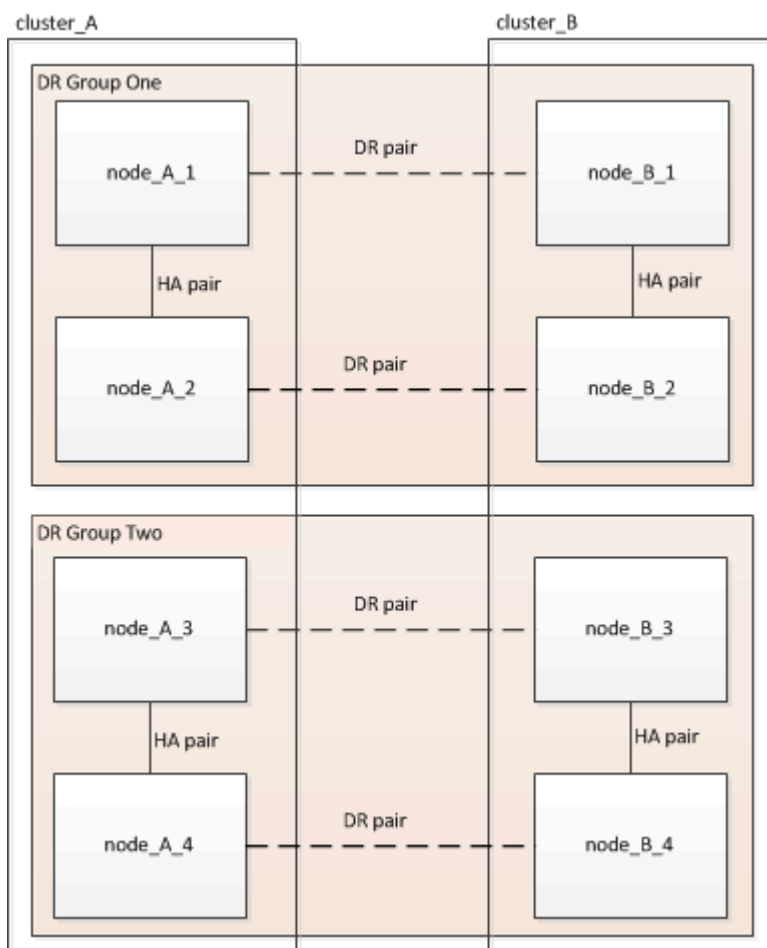 cluster_A
cluster_B
DR Group One
node_A_1
DR pair
node_B_1
HA pair
HA pair
node_A_2
DR pair
node_B_2
DR Group Two
node_A_3
DR pair
node_B_3
HA pair
HA pair
node_A_4
DR pair
node_B_4